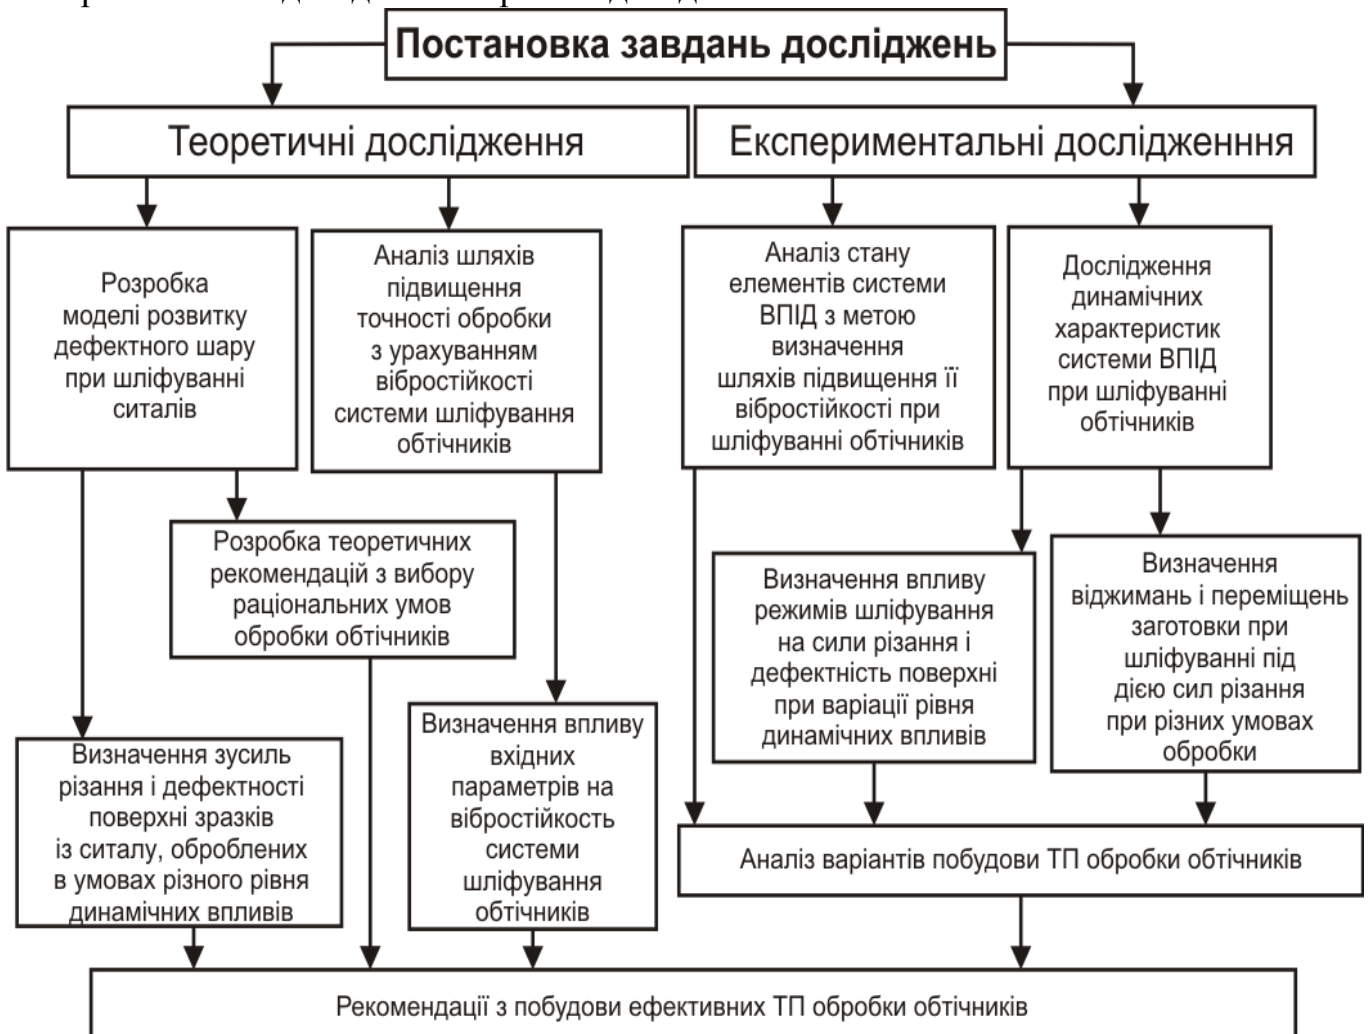 Постановка завдань досліджень
Теоретичні дослідження
Експериментальні дослідженння
Розробка
моделі розвитку
дефектного шару
при шліфуванні
ситалів
Аналіз шляхів
підвищення
точності обробки
з урахуванням
вібростійкості
системи шліфування
обтічників
Аналіз стану
елементів системи
ВПІД з метою
визначення
шляхів підвищення її
вібростійкості при
шліфуванні обтічників
Дослідження
динамічних
характеристик
системи ВПІД
при шліфуванні
обтічників
Розробка теоретичних
рекомендацій з вибору
раціональних умов
обробки обтічників
Визначення впливу
режимів шліфування
на сили різання і
дефектність поверхні
при варіації рівня
динамічних впливів
Визначення
віджимань і переміщень
заготовки при
шліфуванні під
дією сил різання
при різних умовах
обробки
Визначення зусиль
різання і дефектності
поверхні зразків
із ситалу, оброблених
в умовах різного рівня
динамічних впливів
Визначення впливу
вхідних
параметрів на
вібростійкость
системи
шліфування
обтічників
Аналіз варіантів побудови ТП обробки обтічників
Рекомендації з побудови ефективних ТП обробки обтічників